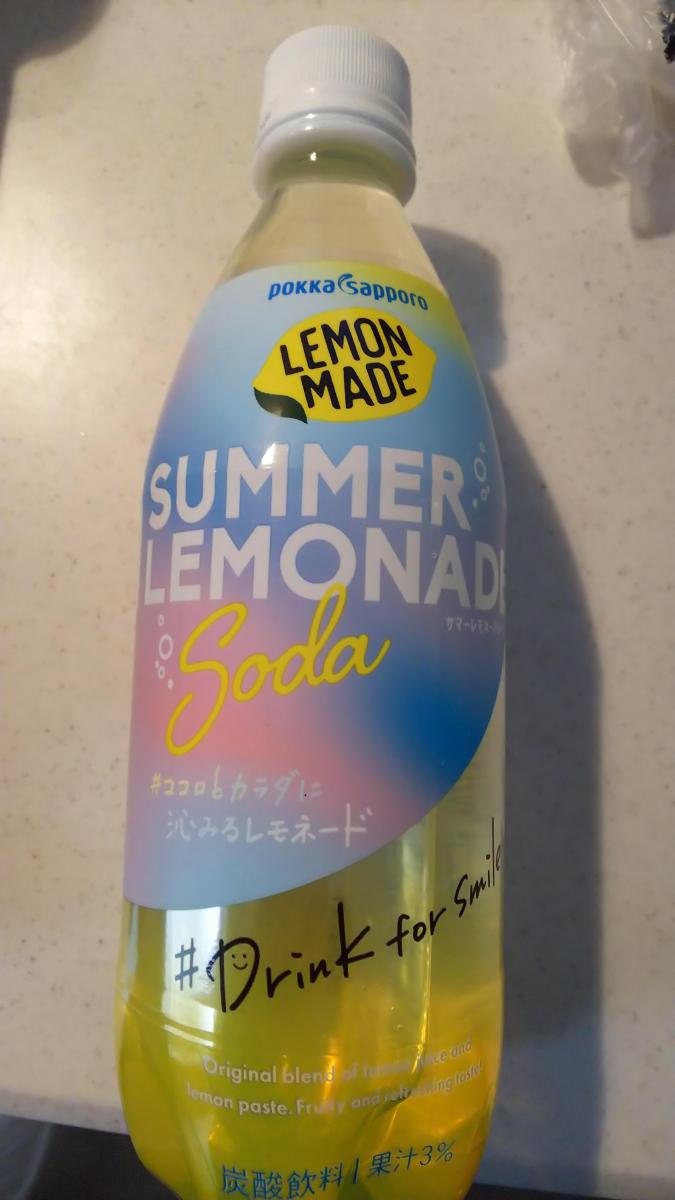 pokka sapporo
LEMON
MADE
SUMMER
LEMONADE
サマーレモネード
Soda
#ココロとカラダに
沁みるレモネード
#Drink for smile
Original blend of lemon juice and
lemon paste. Fruity and refreshing taste!
炭酸飲料 | 果汁3%